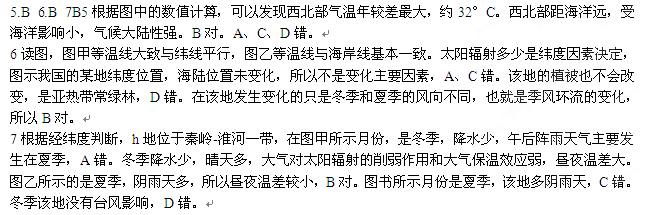 5.B  6.B  7B5 根据图中的数值计算，可以发现西北部气温年较差最大，约 32° C。西北部距海洋远，受
海洋影响小，气候大陆性强。B对。A、C、D 错。
6 读图，图甲等温线大致与纬线平行，图乙等温线与海岸线基本一致。太阳辐射多少是纬度因素决定，
图示我国的某地纬度位置，海陆位置未变化，所以不是变化主要因素，A、C错。该地的植被也不会改
变，是亚热带常绿林，D 错。在该地发生变化的只是冬季和夏季的风向不同，也就是季风环流的变化，
所以 B 对。
7 根据经纬度判断，h 地位于秦岭-淮河一带，在图甲所示月份，是冬季，降水少，午后阵雨天气主要发
生在夏季，A 错。冬季降水少，晴天多，大气对太阳辐射的削弱作用和大气保温效应弱，昼夜温差大。
图乙所示的是夏季，阴雨天多，所以昼夜温差较小，B对。图书所示月份是夏季，该地多阴雨天，C 错。
冬季该地没有台风影响，D 错。